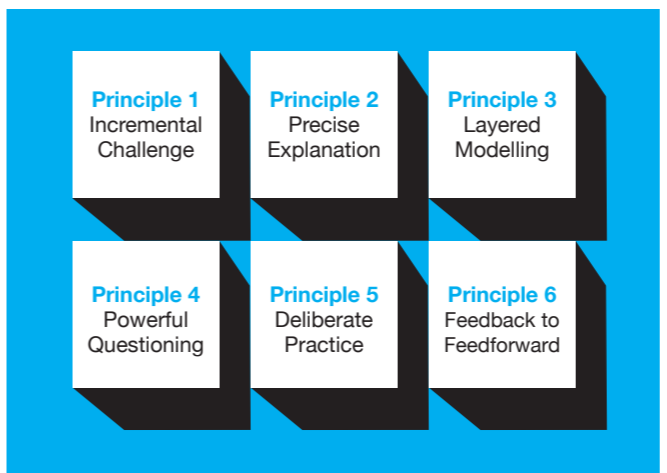 Principle 1
Incremental
Challenge
Principle 2
Precise
Explanation
Principle 3
Layered
Modelling
Principle 4
Powerful
Questioning
Principle 5
Deliberate
Practice
Principle 6
Feedback to
Feedforward